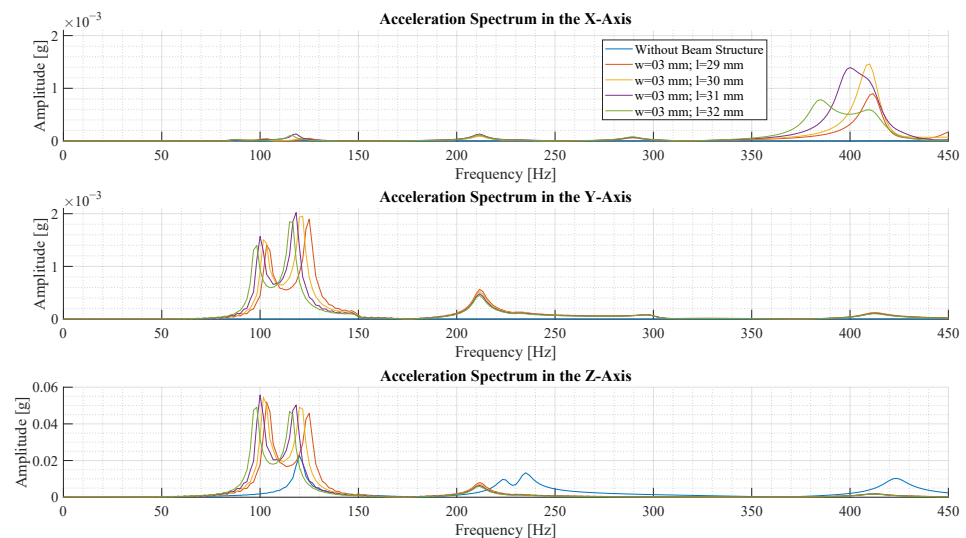 Acceleration Spectrum in the X-Axis
×10⁻³
2
1
0
Amplitude [g]
Without Beam Structure
w=03 mm; l=29 mm
w=03 mm; l=30 mm
w=03 mm; l=31 mm
w=03 mm; l=32 mm
0 50 100 150 200 250 300 350 400 450
Frequency [Hz]
Acceleration Spectrum in the Y-Axis
×10⁻³
2
1
0
Amplitude [g]
0 50 100 150 200 250 300 350 400 450
Frequency [Hz]
Acceleration Spectrum in the Z-Axis
0.06
0.04
0.02
0
Amplitude [g]
0 50 100 150 200 250 300 350 400 450
Frequency [Hz]